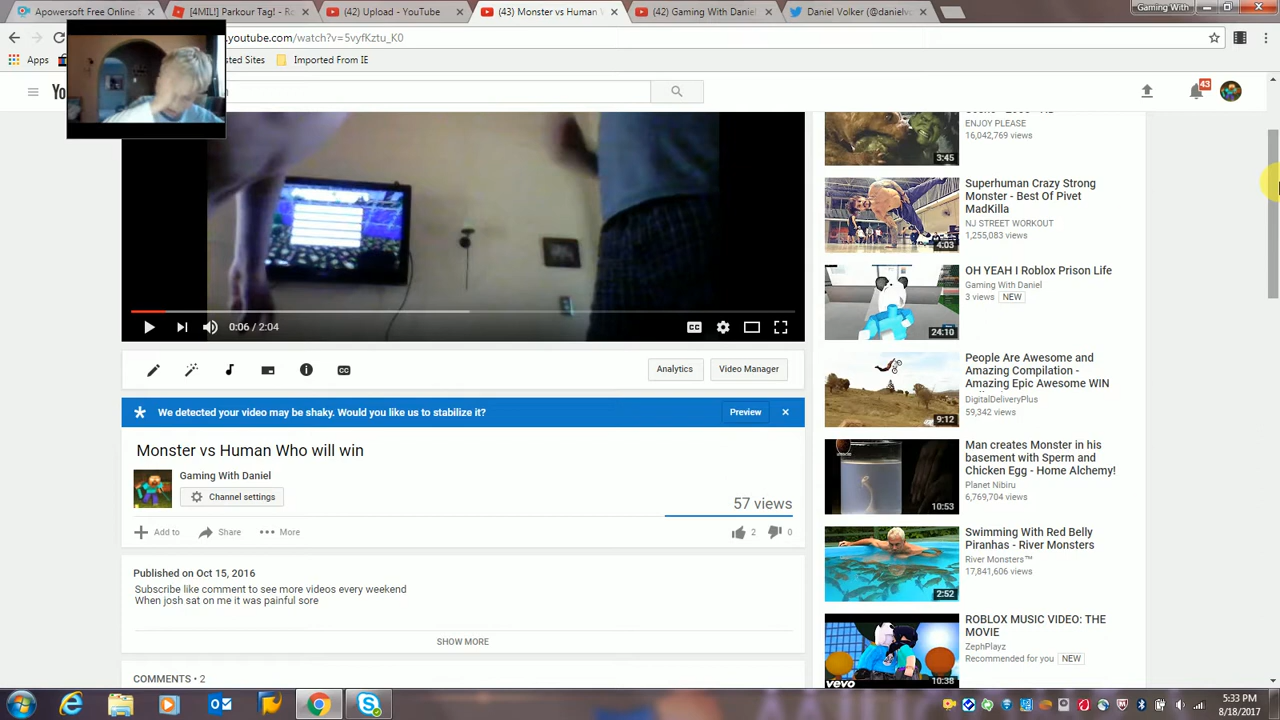 Apowersoft Free Online
[4MIL!] Parkour Tag! - R
(42) Upload - YouTube
(43) Monster vs Human
(42) Gaming With Daniel
Daniel Volker (@danielv
Gaming With
outube.com/watch?v=5vyfKztu_K0
Apps
sted Sites
Imported From IE
43
ENJOY PLEASE
16,042,769 views
3:45
Superhuman Crazy Strong
Monster - Best Of Pivet
MadKilla
NJ STREET WORKOUT
1,255,083 views
4:03
OH YEAH I Roblox Prison Life
Gaming With Daniel
3 views NEW
24:10
People Are Awesome and
Amazing Compilation -
Amazing Epic Awesome WIN
DigitalDeliveryPlus
59,342 views
9:12
Man creates Monster in his
basement with Sperm and
Chicken Egg - Home Alchemy!
Planet Nibiru
6,769,704 views
10:53
Swimming With Red Belly
Piranhas - River Monsters
River Monsters™
17,841,606 views
2:52
ROBLOX MUSIC VIDEO: THE
MOVIE
ZephPlayz
Recommended for you NEW
vevo
10:38
0:06 / 2:04
CC
Analytics
Video Manager
We detected your video may be shaky. Would you like us to stabilize it?
Preview
Monster vs Human Who will win
Gaming With Daniel
Channel settings
57 views
Add to
Share
More
2
0
Published on Oct 15, 2016
Subscribe like comment to see more videos every weekend
When josh sat on me it was painful sore
SHOW MORE
COMMENTS • 2
5:33 PM
8/18/2017